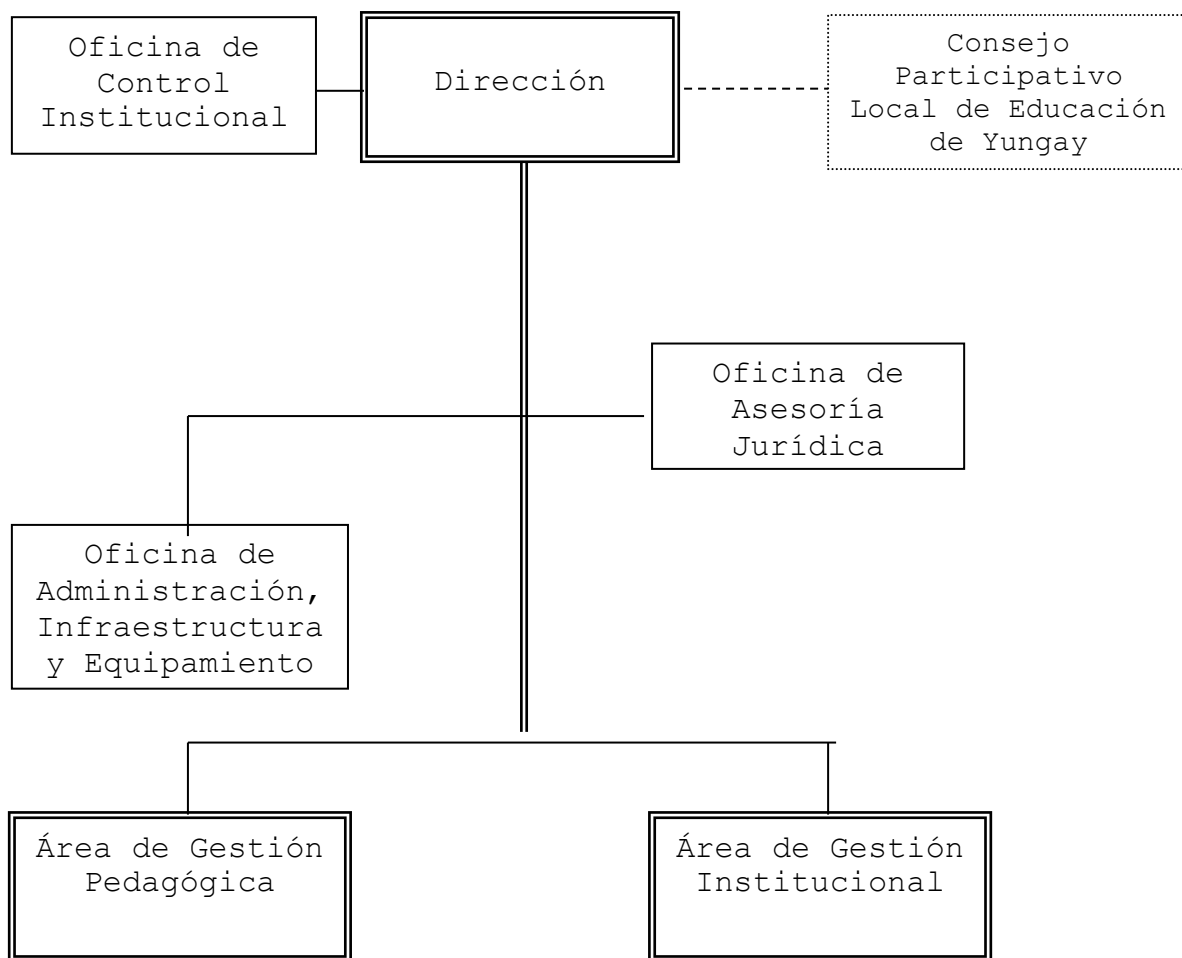 Oficina de
Control
Institucional
Dirección
Consejo
Participativo
Local de Educación
de Yungay
Oficina de
Asesoría
Jurídica
Oficina de
Administración,
Infraestructura
y Equipamiento
Área de Gestión
Pedagógica
Área de Gestión
Institucional